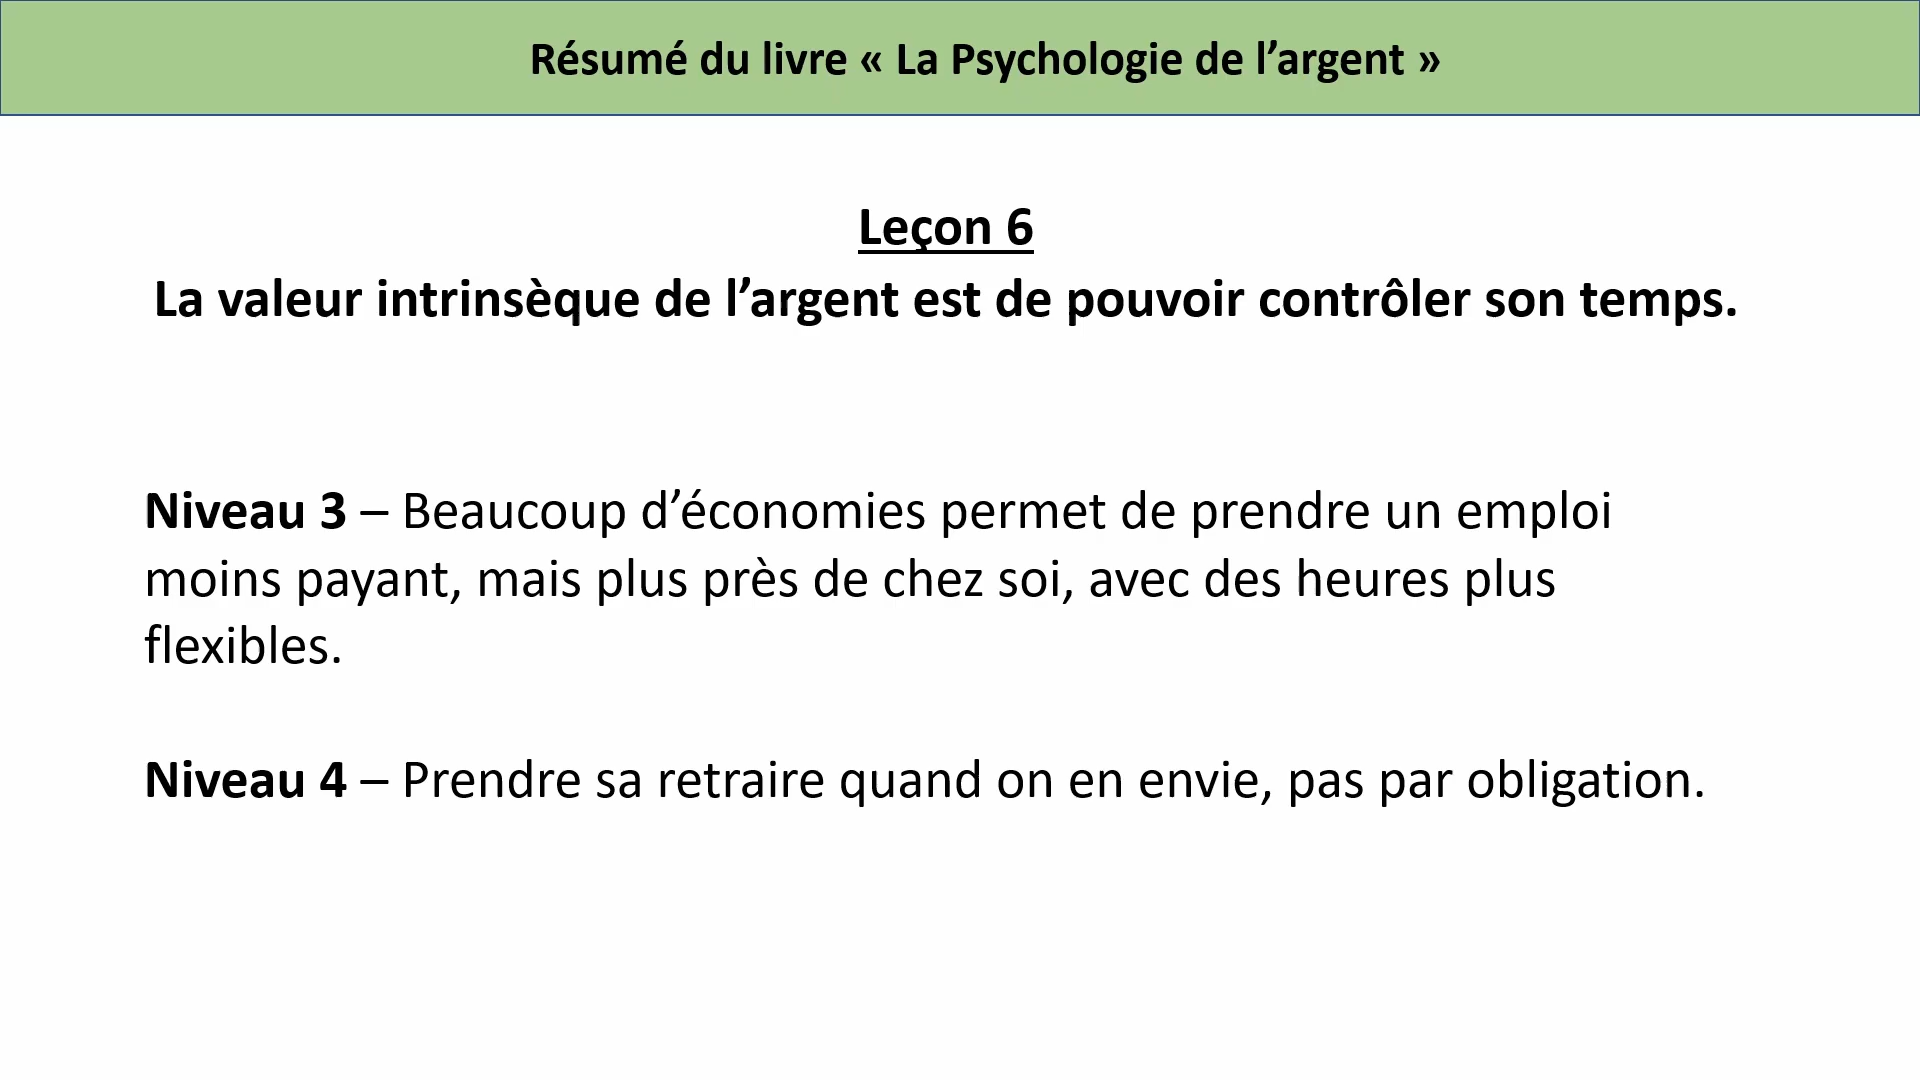 Résumé du livre « La Psychologie de l’argent »
Leçon 6
La valeur intrinsèque de l’argent est de pouvoir contrôler son temps.
Niveau 3 – Beaucoup d’économies permet de prendre un emploi
moins payant, mais plus près de chez soi, avec des heures plus
flexibles.
Niveau 4 – Prendre sa retraire quand on en envie, pas par obligation.